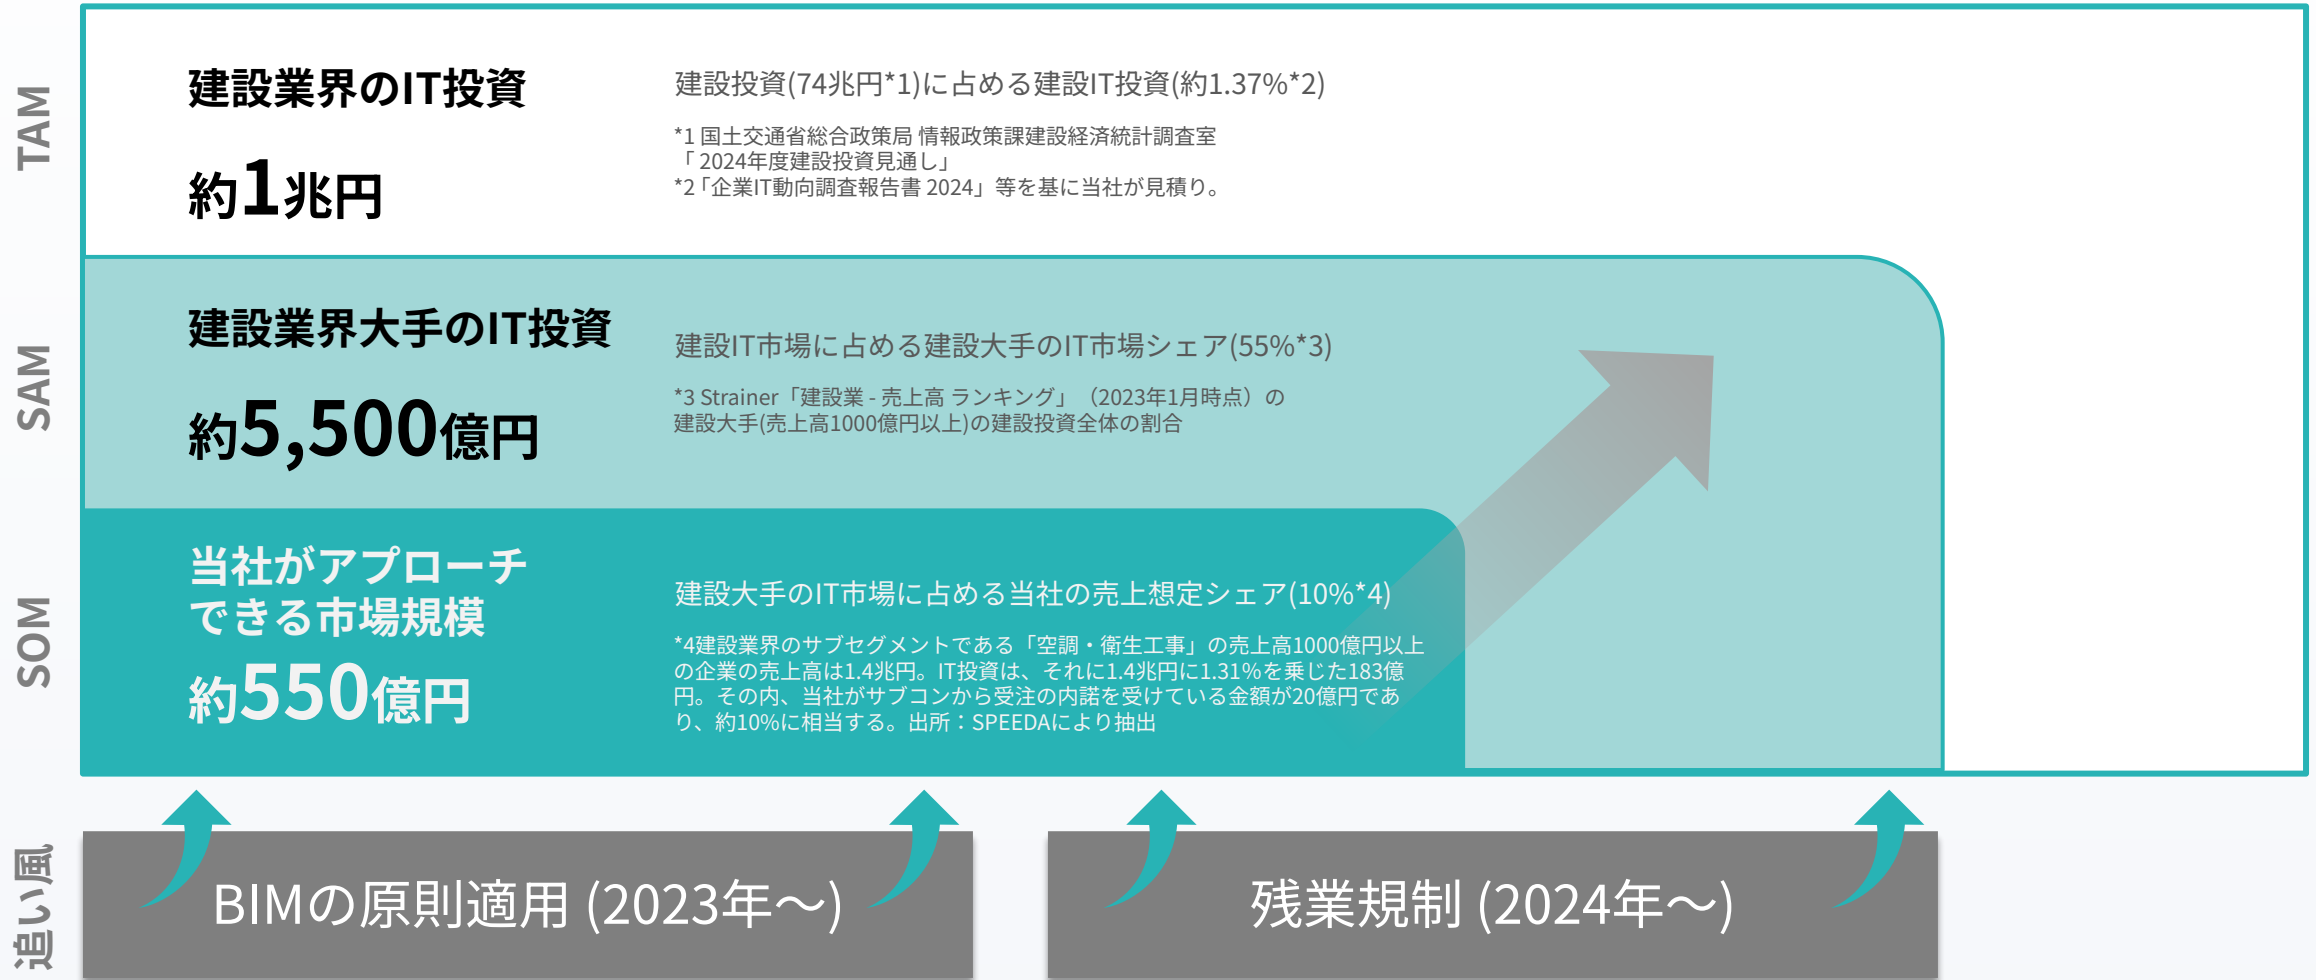 TAM
建設業界のIT投資
約1兆円
建設投資(74兆円*1)に占める建設IT投資(約1.37%*2)
*1 国土交通省総合政策局 情報政策課建設経済統計調査室
「 2024年度建設投資見通し」
*2 「企業IT動向調査報告書 2024」等を基に当社が見積り。
SAM
建設業界大手のIT投資
約5,500億円
建設IT市場に占める建設大手のIT市場シェア(55%*3)
*3 Strainer「建設業 - 売上高 ランキング」（2023年1月時点）の
建設大手(売上高1000億円以上)の建設投資全体の割合
SOM
当社がアプローチ
できる市場規模
約550億円
建設大手のIT市場に占める当社の売上想定シェア(10%*4)
*4建設業界のサブセグメントである「空調・衛生工事」の売上高1000億円以上
の企業の売上高は1.4兆円。IT投資は、それに1.4兆円に1.31%を乗じた183億
円。その内、当社がサブコンから受注の内諾を受けている金額が20億円であ
り、約10%に相当する。出所：SPEEDAにより抽出
追い風
BIMの原則適用 (2023年～)
残業規制 (2024年～)